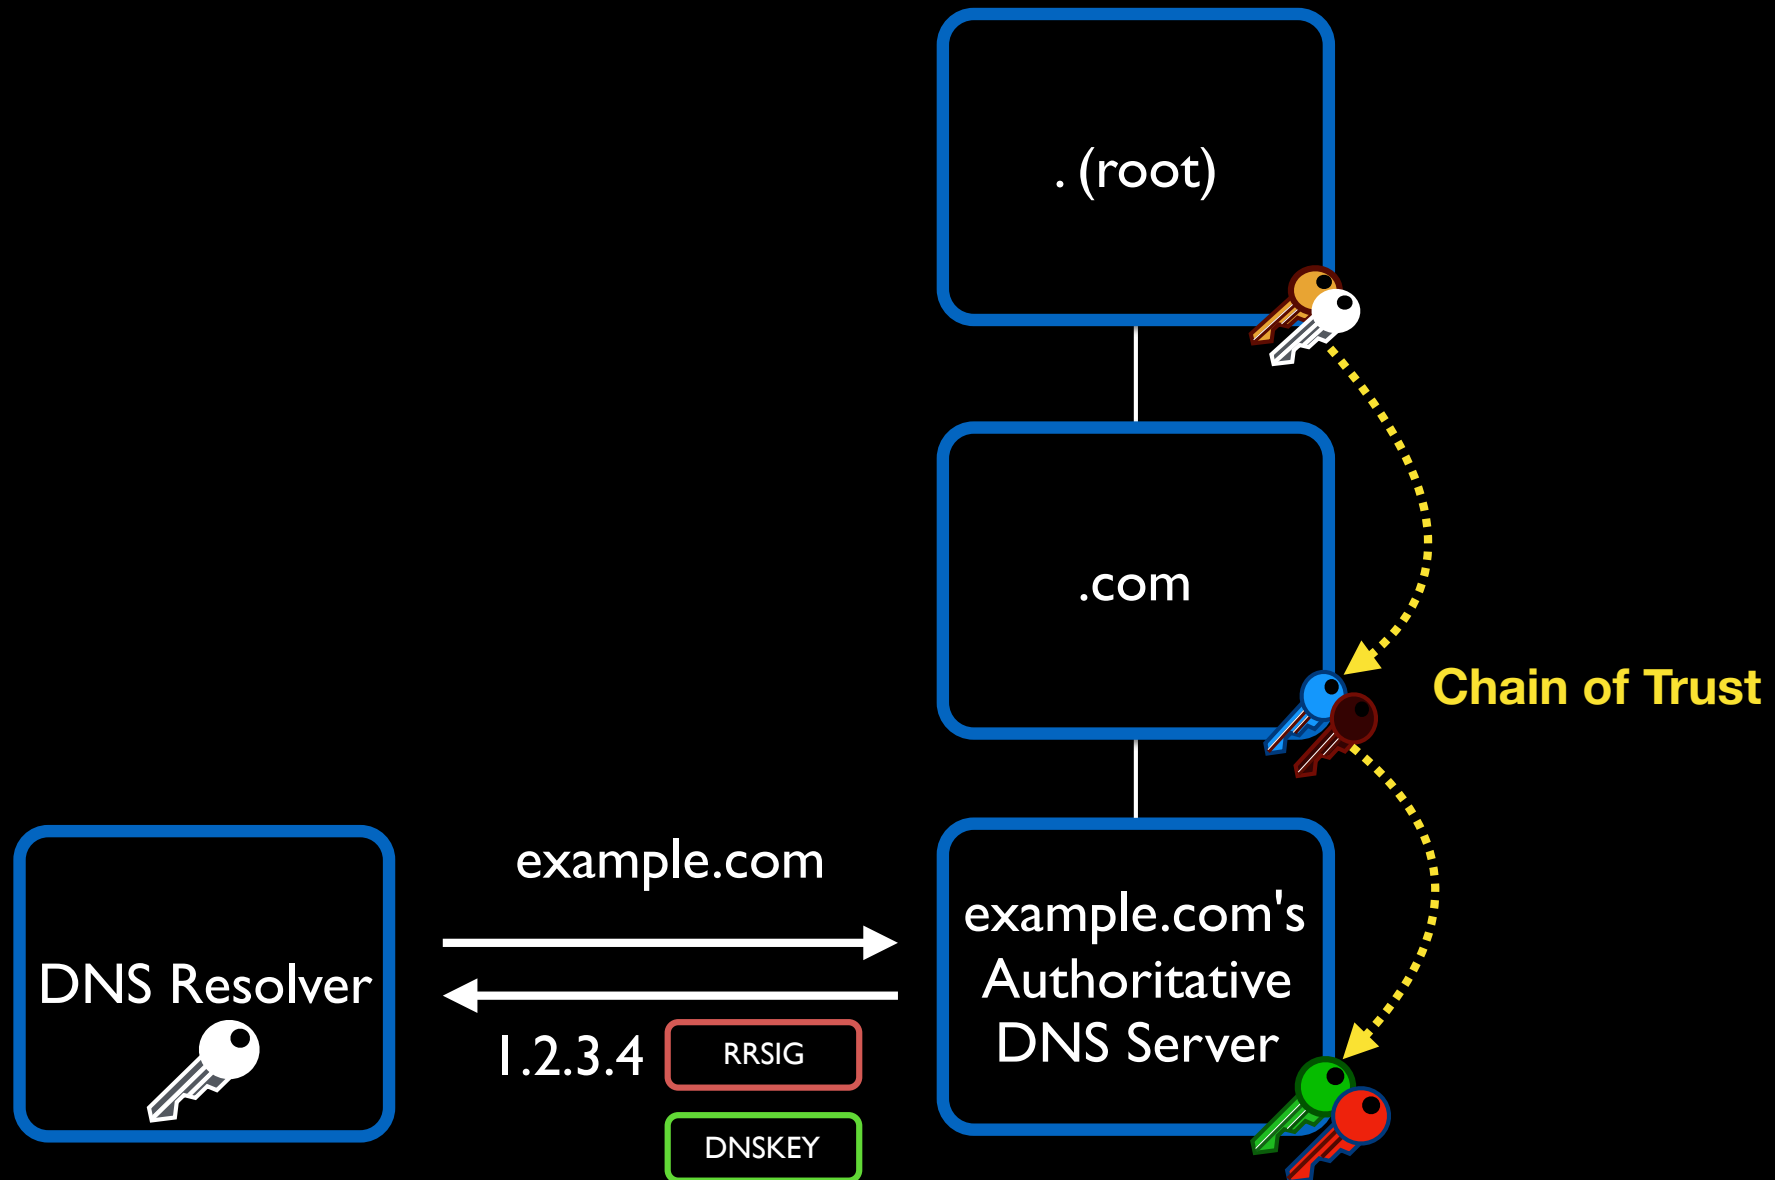 . (root)
.com
Chain of Trust
example.com
DNS Resolver
1.2.3.4
RRSIG
DNSKEY
example.com's
Authoritative
DNS Server